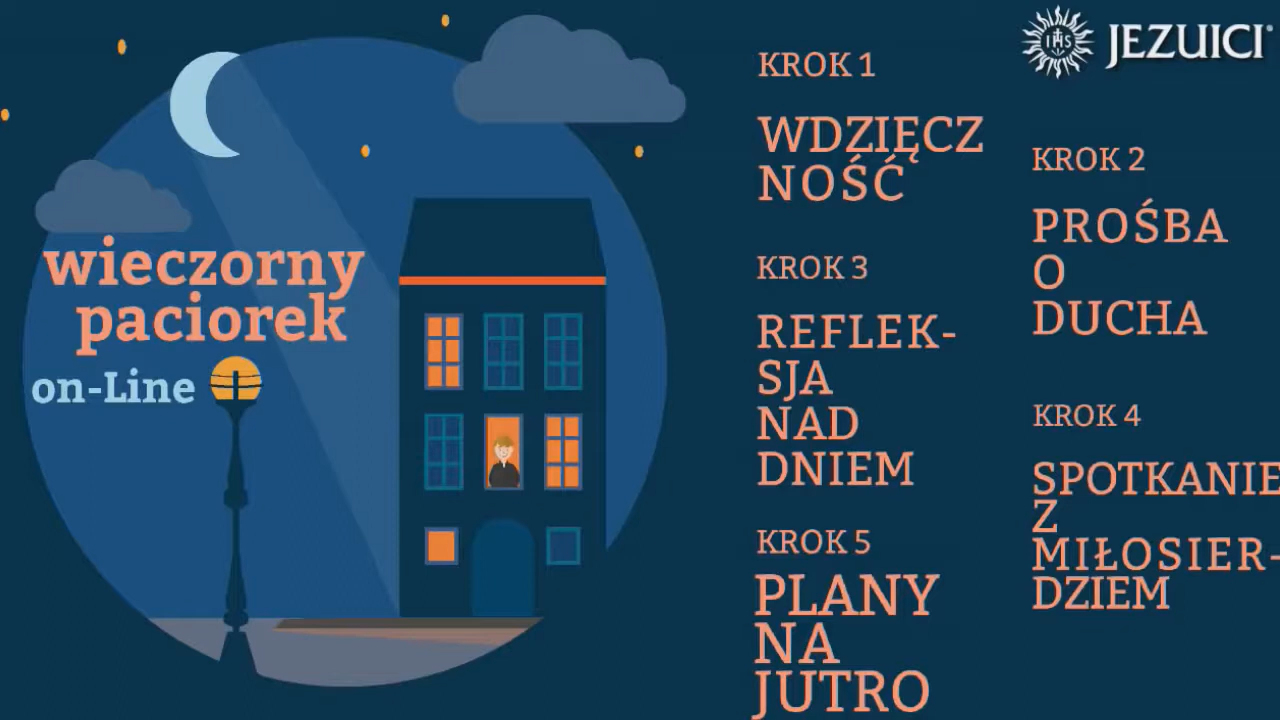 wieczorny
paciorek
on-Line
KROK 1
WDZIĘCZ
NOŚĆ
KROK 2
PROŚBA
O
DUCHA
KROK 3
REFLEK-
SJA
NAD
DNIEM
KROK 4
SPOTKANIE
Z
MIŁOSIER-
DZIEM
KROK 5
PLANY
NA
JUTRO
IHS
JEZUICI®